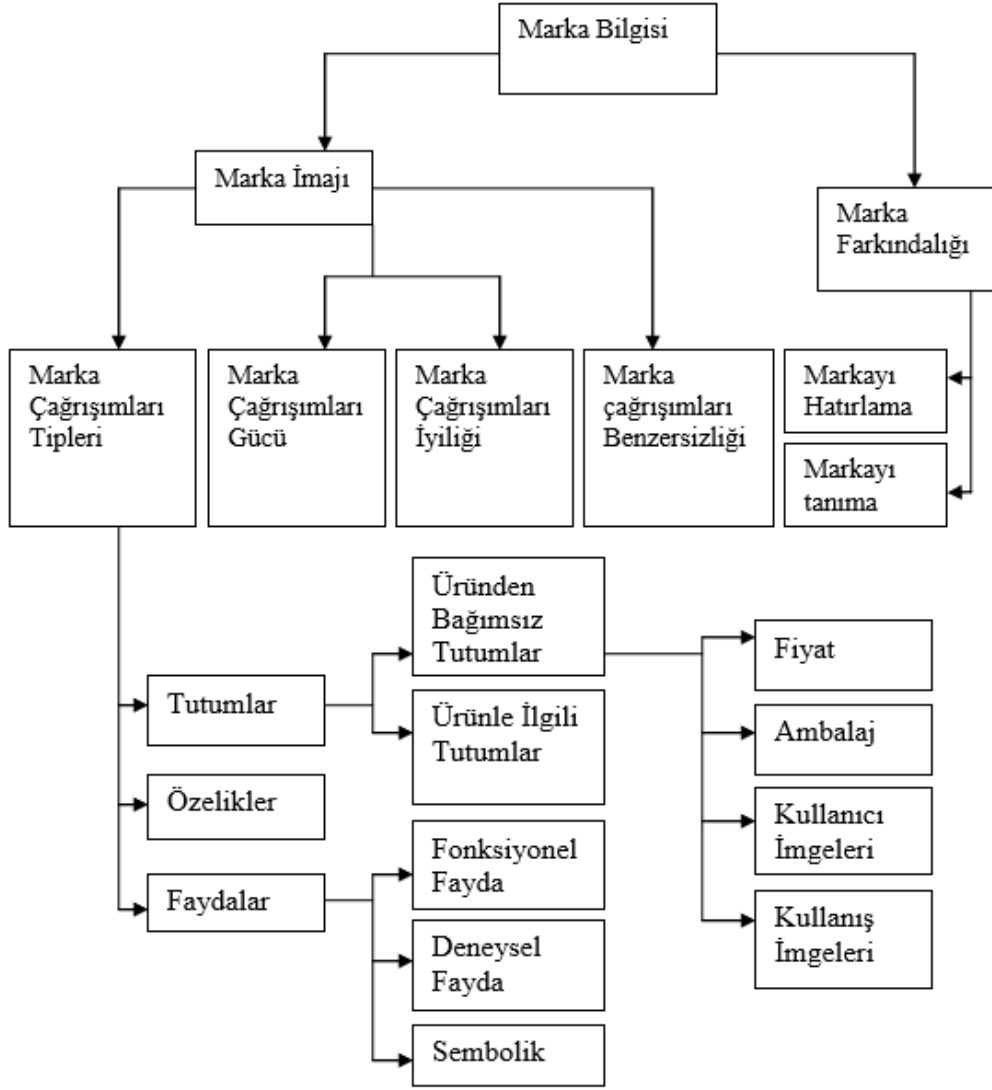 Marka Bilgisi
Marka İmajı
Marka
Farkındalığı
Marka
Çağrışımları
Tipleri
Marka
Çağrışımları
Gücü
Marka
Çağrışımları
İyiliği
Marka
çağrışımları
Benzersizliği
Markayı
Hatırlama
Markayı
tanıma
Üründen
Bağımsız
Tutumlar
Fiyat
Tutumlar
Ürünle İlgili
Tutumlar
Ambalaj
Özelikler
Kullanıcı
İmgeleri
Faydalar
Fonksiyonel
Fayda
Kullanış
İmgeleri
Deneysel
Fayda
Sembolik